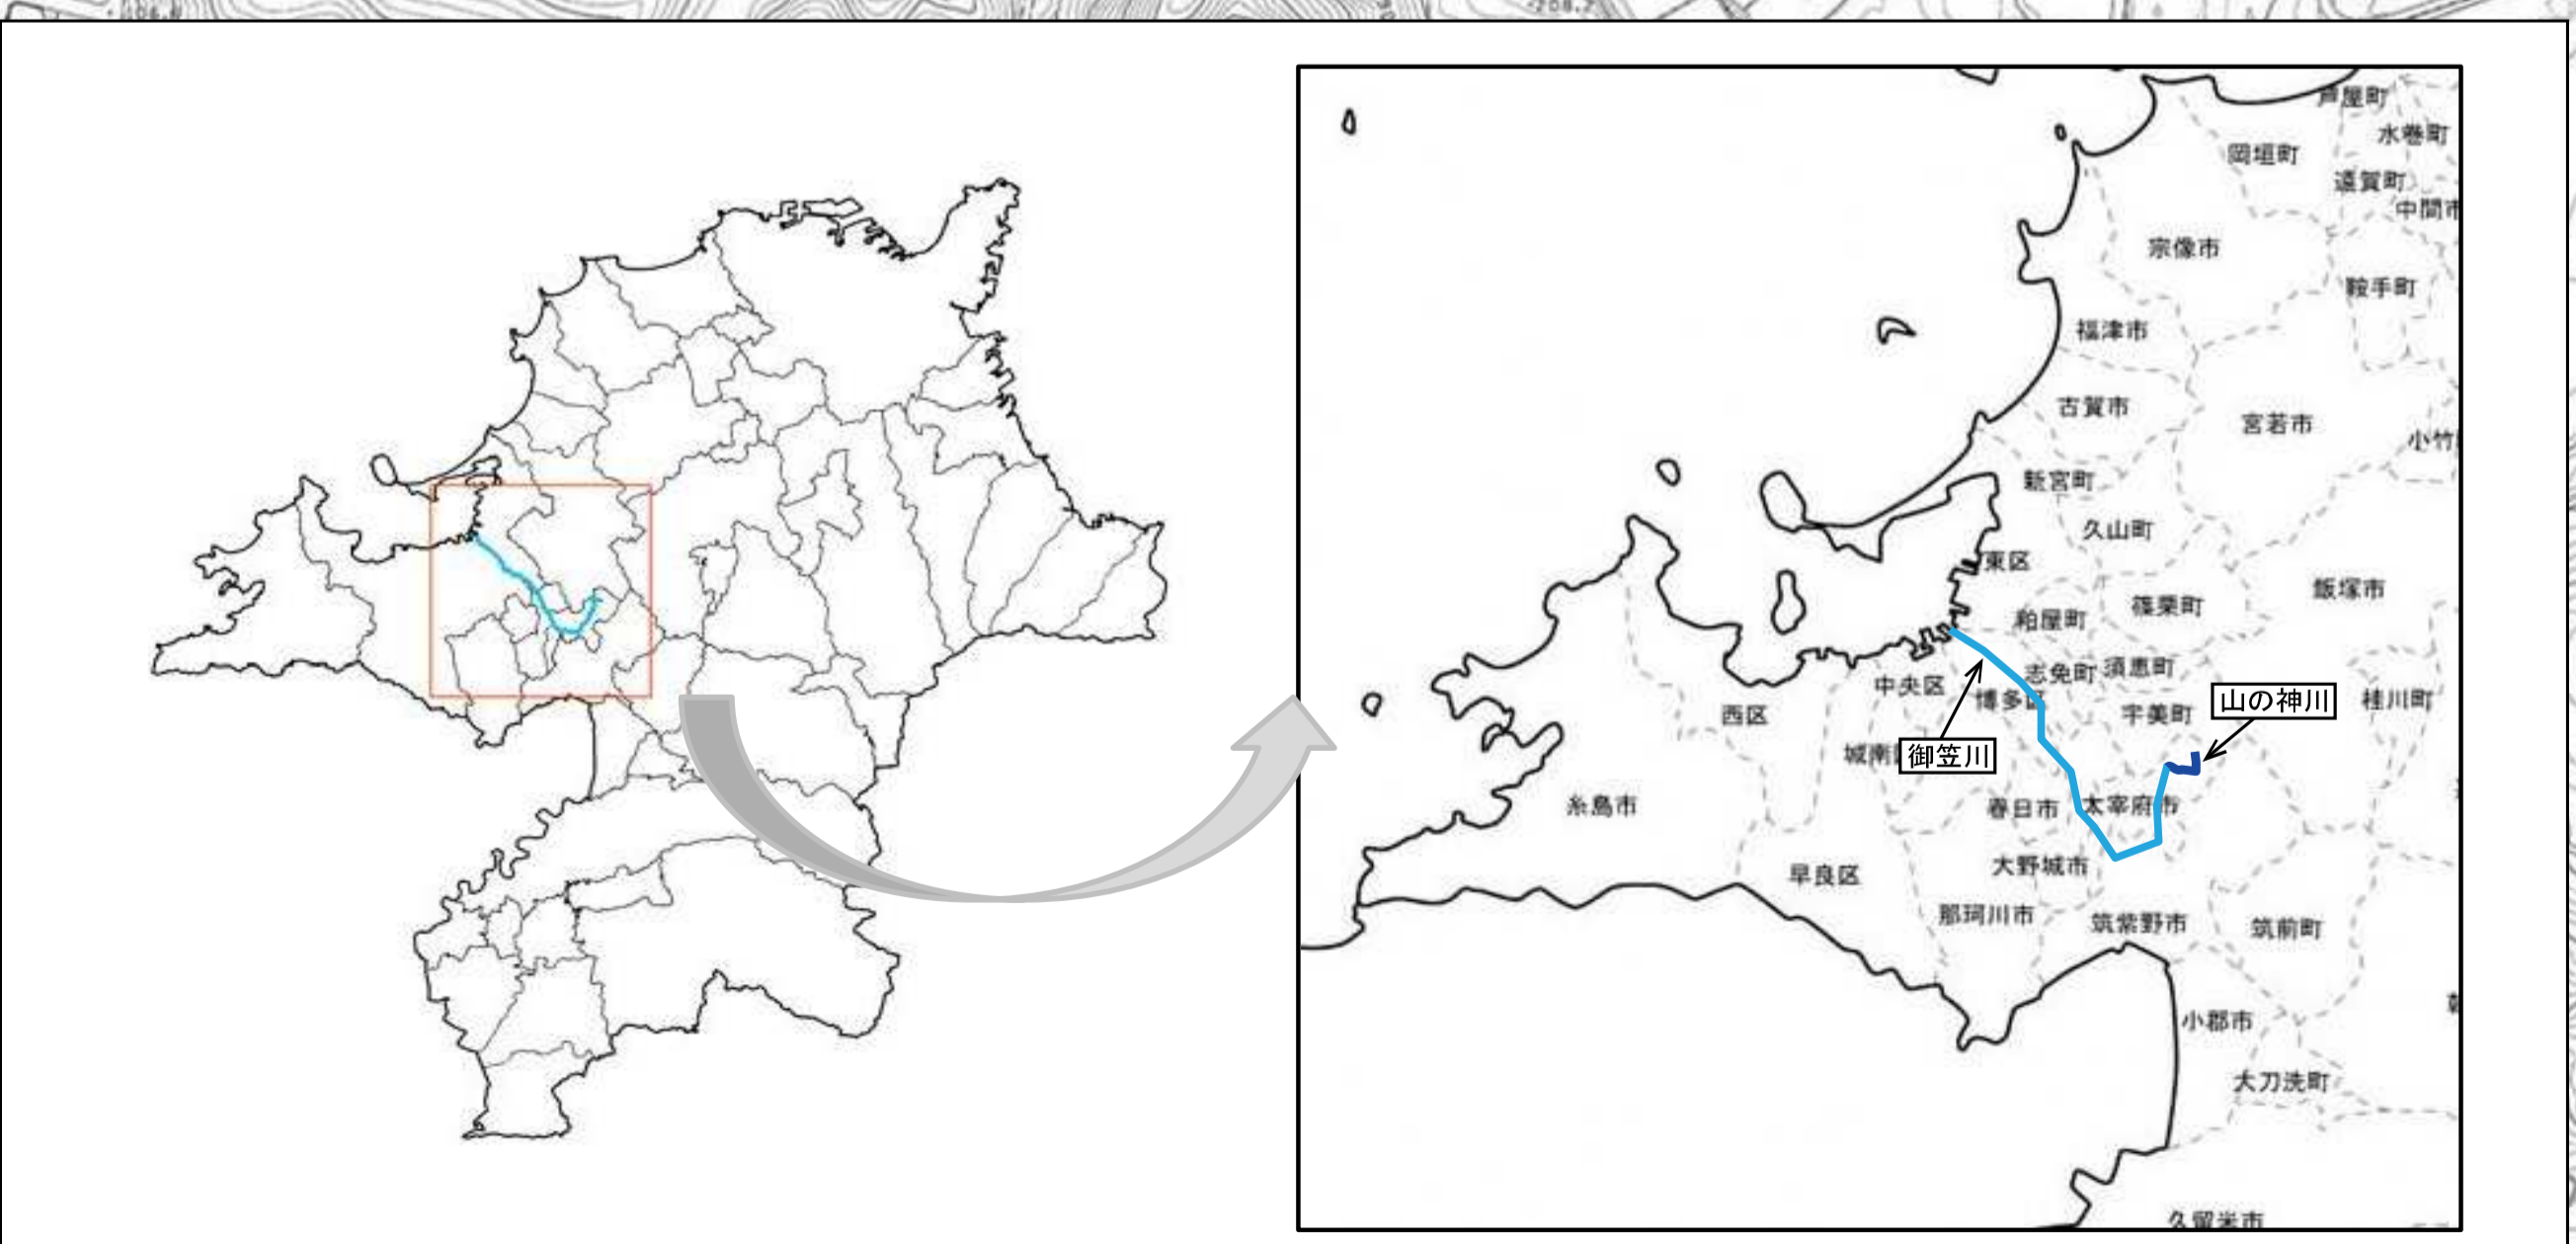 芦屋町
水巻町
岡垣町
遠賀町
中間市
宗像市
鞍手町
福津市
古賀市
宮若市
小竹
新宮町
久山町
東区
飯塚市
篠栗町
粕屋町
志免町
須恵町
中央区
博多区
西区
宇美町
山の神川
桂川町
城南区
御笠川
糸島市
春日市
太宰府市
大野城市
早良区
那珂川市
筑紫野市
筑前町
小郡市
大刀洗町
久留米市